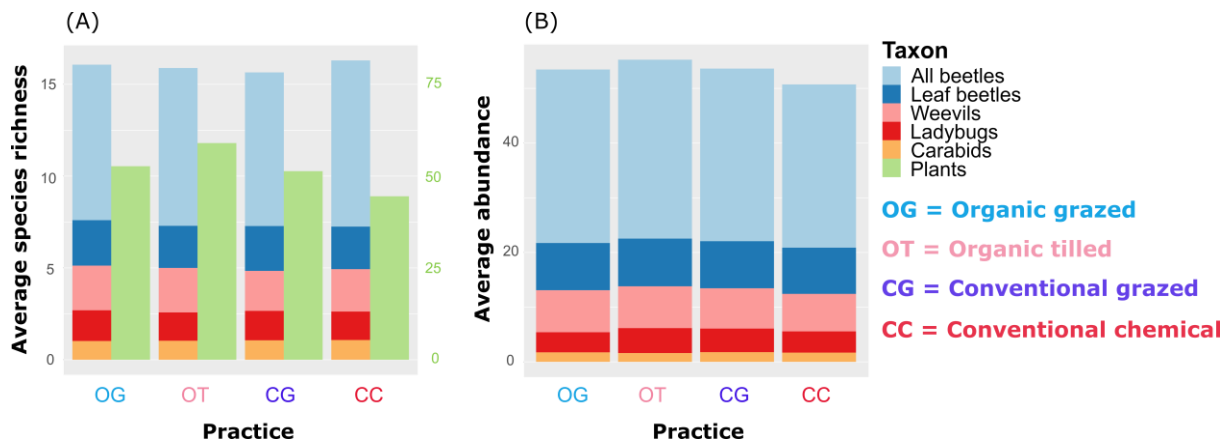 (A)
(B)
Average species richness
15
10
5
0
75
50
25
0
OG OT CG CC
Practice
Average abundance
40
20
0
OG OT CG CC
Practice
Taxon
All beetles
Leaf beetles
Weevils
Ladybugs
Carabids
Plants
OG = Organic grazed
OT = Organic tilled
CG = Conventional grazed
CC = Conventional chemical